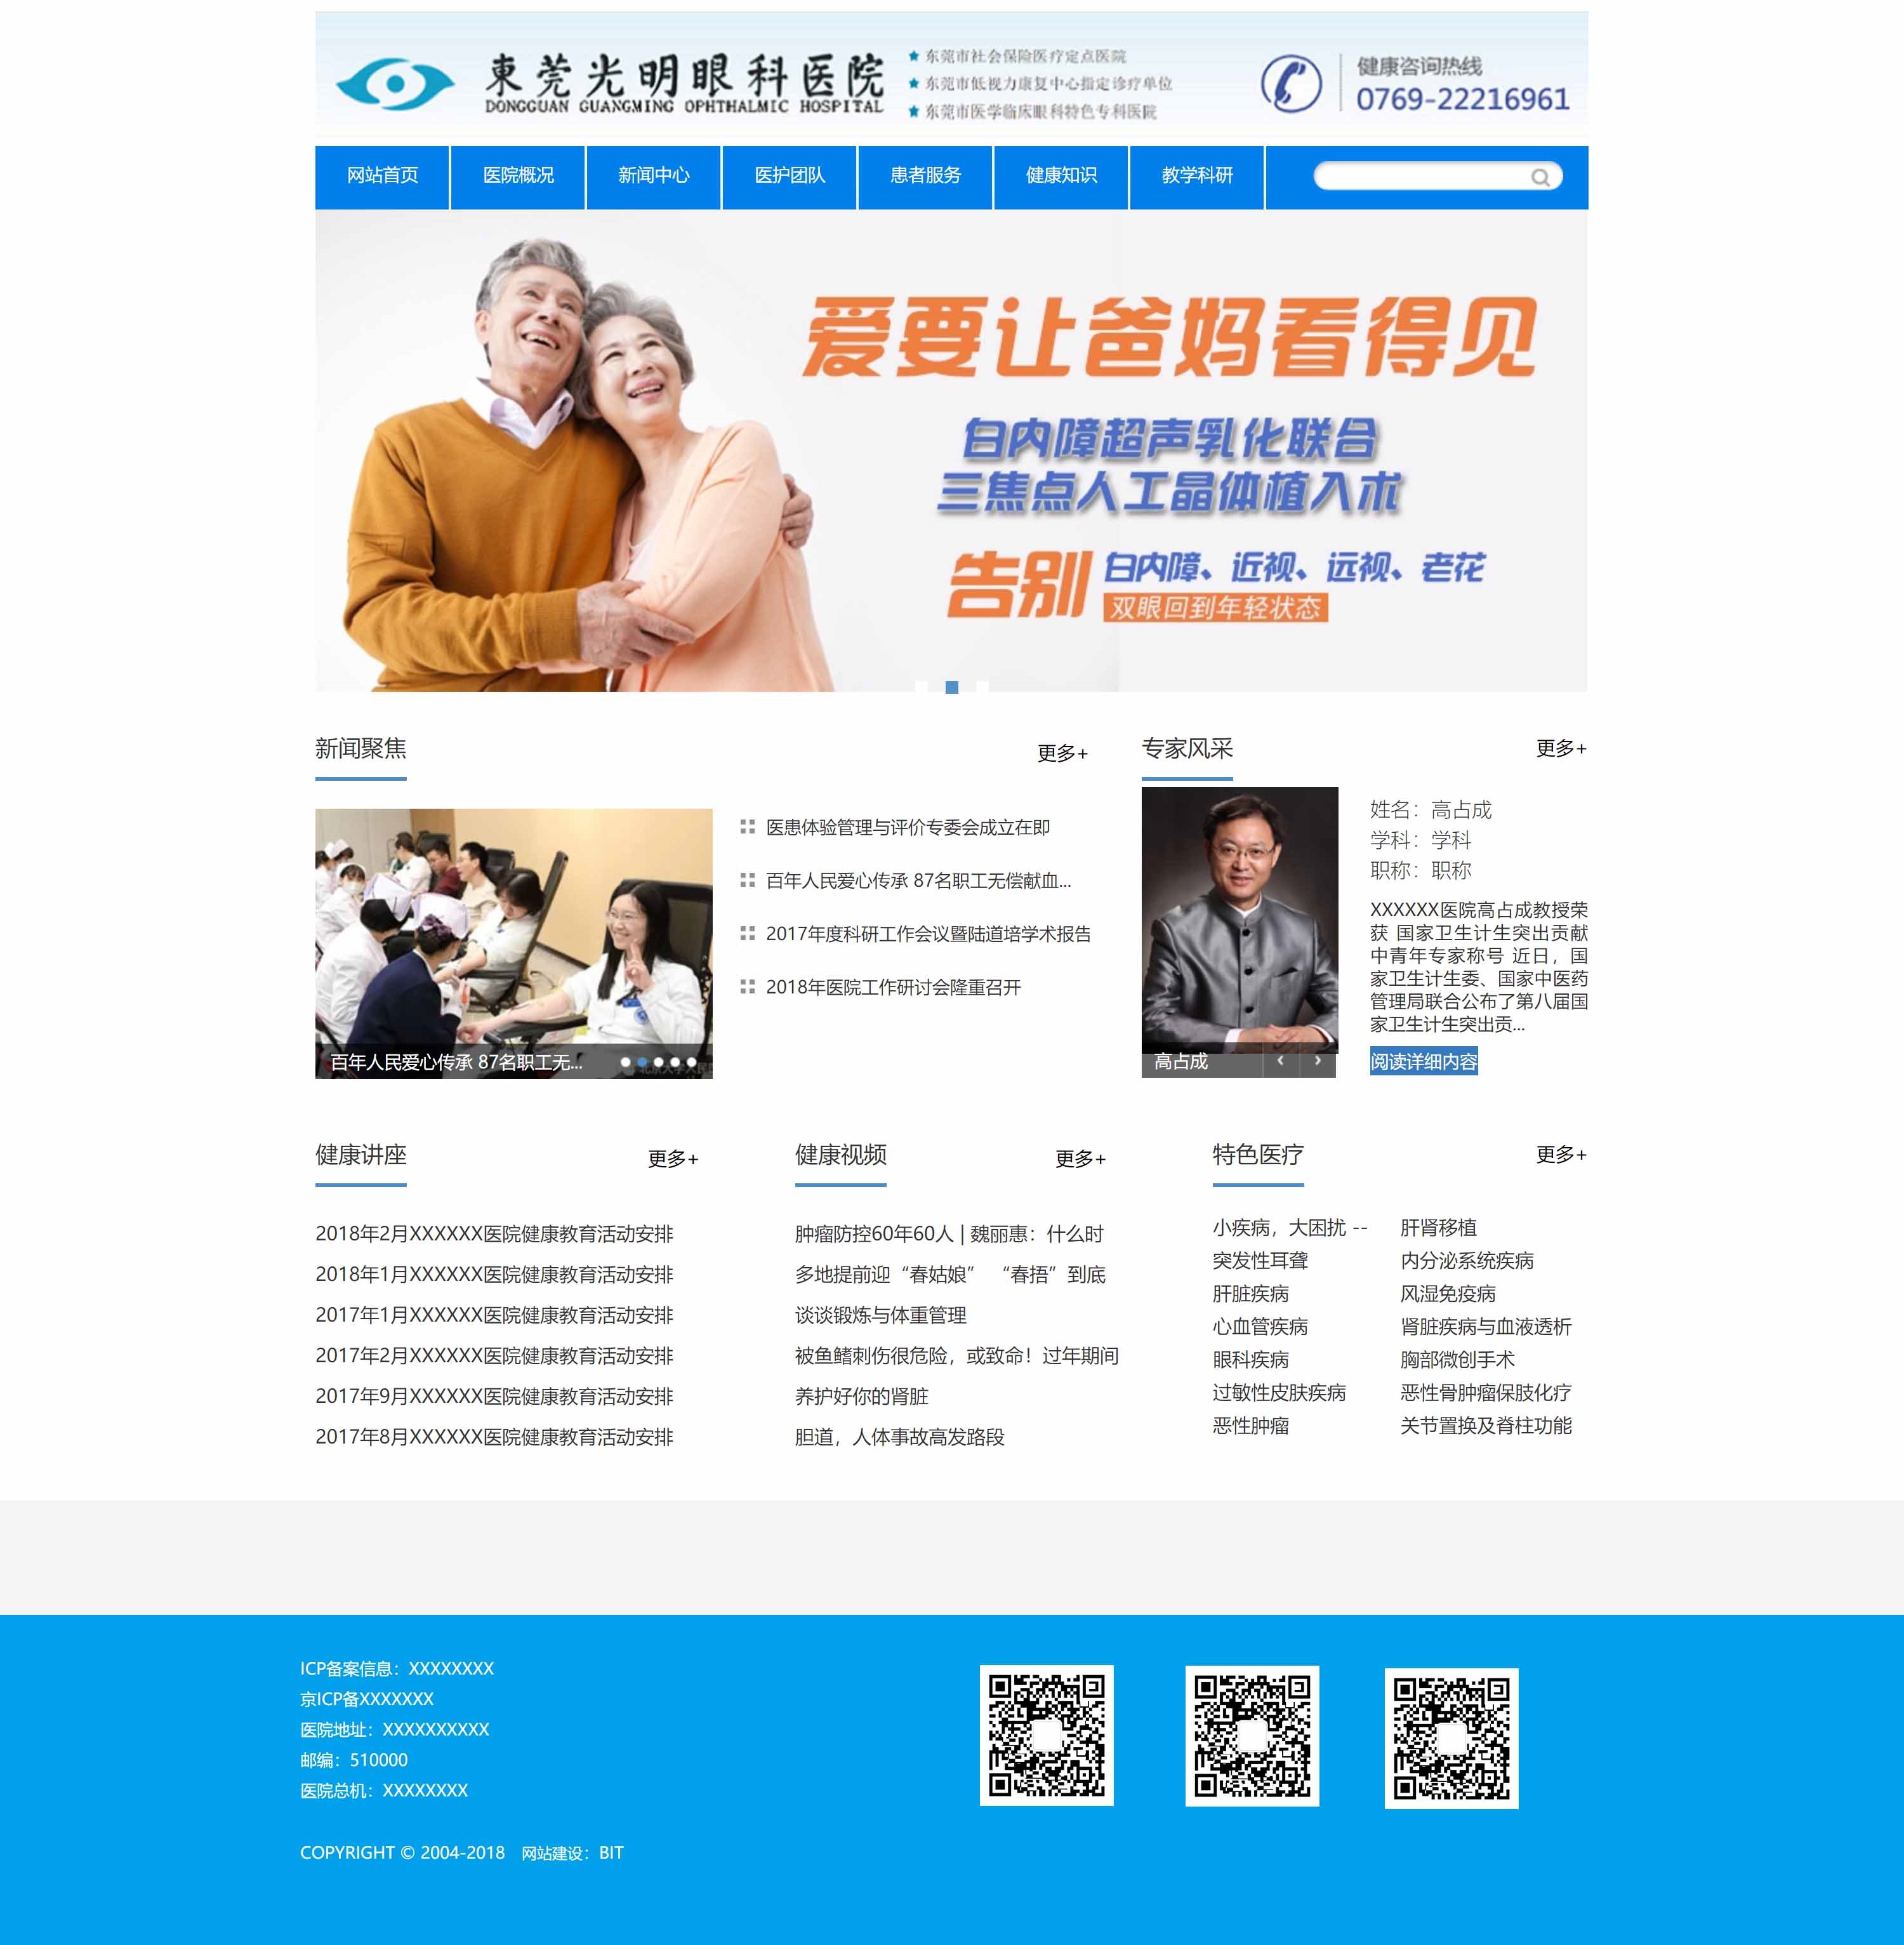 東莞光明眼科医院
DONGGUAN GUANGMING OPHTHALMIC HOSPITAL
东莞市社会保险医疗定点医院
东莞市低视力康复中心指定诊疗单位
东莞市医学临床眼科特色专科医院
健康咨询热线
0769-22216961
网站首页 医院概况 新闻中心 医护团队 患者服务 健康知识 教学科研
爱要让爸妈看得见
白内障超声乳化联合
三焦点人工晶体植入术
告别 白内障、近视、远视、老花
双眼回到年轻状态
新闻聚焦 更多+
医患体验管理与评价专委会成立在即
百年人民爱心传承 87名职工无偿献血...
2017年度科研工作会议暨陆道培学术报告
2018年医院工作研讨会隆重召开
百年人民爱心传承 87名职工无...
专家风采 更多+
姓名：高占成
学科：学科
职称：职称
XXXXXX医院高占成教授荣
获 国家卫生计生突出贡献
中青年专家称号 近日，国
家卫生计生委、国家中医药
管理局联合公布了第八届国
家卫生计生突出贡...
高占成
阅读详细内容
健康讲座 更多+
2018年2月XXXXXX医院健康教育活动安排
2018年1月XXXXXX医院健康教育活动安排
2017年1月XXXXXX医院健康教育活动安排
2017年2月XXXXXX医院健康教育活动安排
2017年9月XXXXXX医院健康教育活动安排
2017年8月XXXXXX医院健康教育活动安排
健康视频 更多+
肿瘤防控60年60人 | 魏丽惠：什么时
多地提前迎“春姑娘” “春捂”到底
谈谈锻炼与体重管理
被鱼鳍刺伤很危险，或致命！过年期间
养护好你的肾脏
胆道，人体事故高发路段
特色医疗 更多+
小疾病，大困扰 -- 肝肾移植
突发性耳聋 内分泌系统疾病
肝脏疾病 风湿免疫病
心血管疾病 肾脏疾病与血液透析
眼科疾病 胸部微创手术
过敏性皮肤疾病 恶性骨肿瘤保肢化疗
恶性肿瘤 关节置换及脊柱功能
ICP备案信息：XXXXXXXX
京ICP备XXXXXXX
医院地址：XXXXXXXXXX
邮编：510000
医院总机：XXXXXXXX
COPYRIGHT © 2004-2018 网站建设：BIT